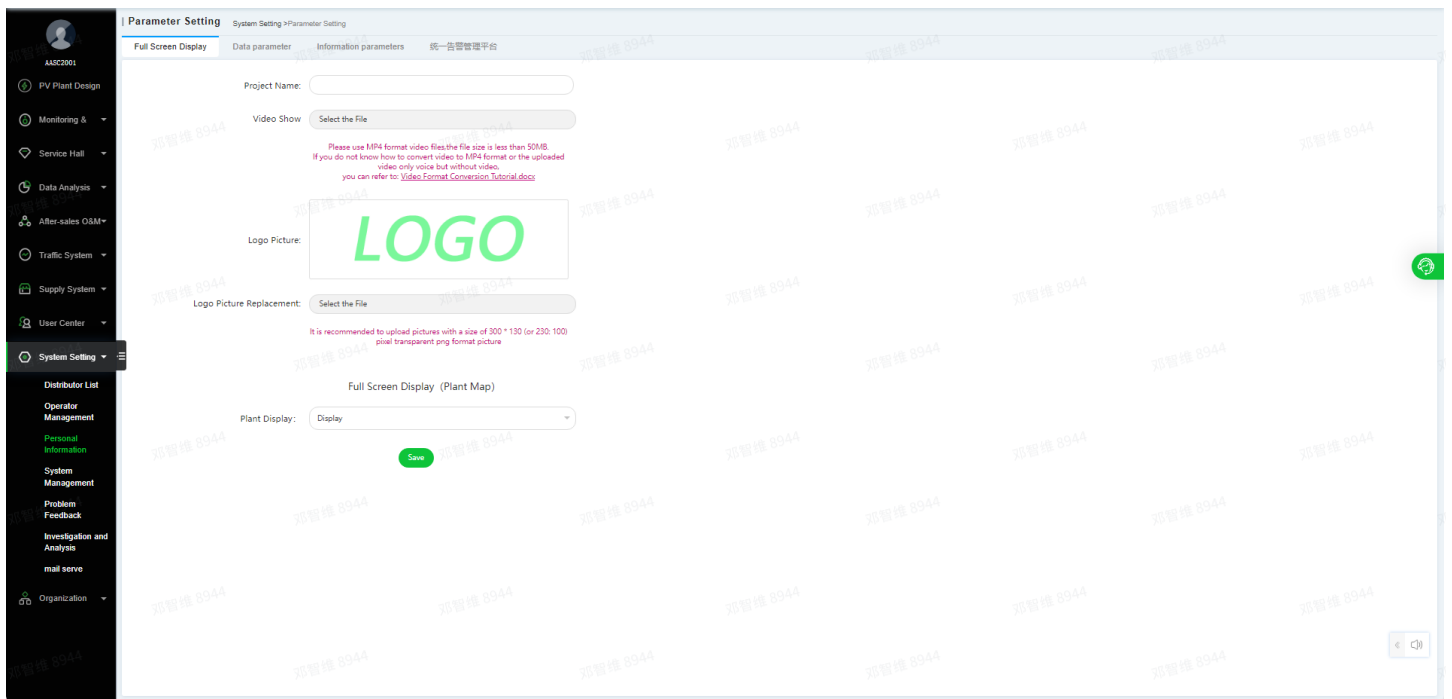 AASC2001
PV Plant Design
Monitoring &
Service Hall
Data Analysis
After-sales O&M
Traffic System
Supply System
User Center
System Setting
Distributor List
Operator
Management
Personal
Information
System
Management
Problem
Feedback
Investigation and
Analysis
mail serve
Organization
| Parameter Setting
System Setting >Parameter Setting
Full Screen Display
Data parameter
Information parameters
统一告警管理平台
Project Name:
Video Show
Select the File
Please use MP4 format video files,the file size is less than 50MB.
If you do not know how to convert video to MP4 format or the uploaded
video only voice but without video,
you can refer to: Video Format Conversion Tutorial.docx
Logo Picture:
LOGO
Logo Picture Replacement:
Select the File
It is recommended to upload pictures with a size of 300 * 130 (or 230; 100)
pixel transparent png format picture
Full Screen Display（Plant Map）
Plant Display：
Display
Save
邓智维 8944